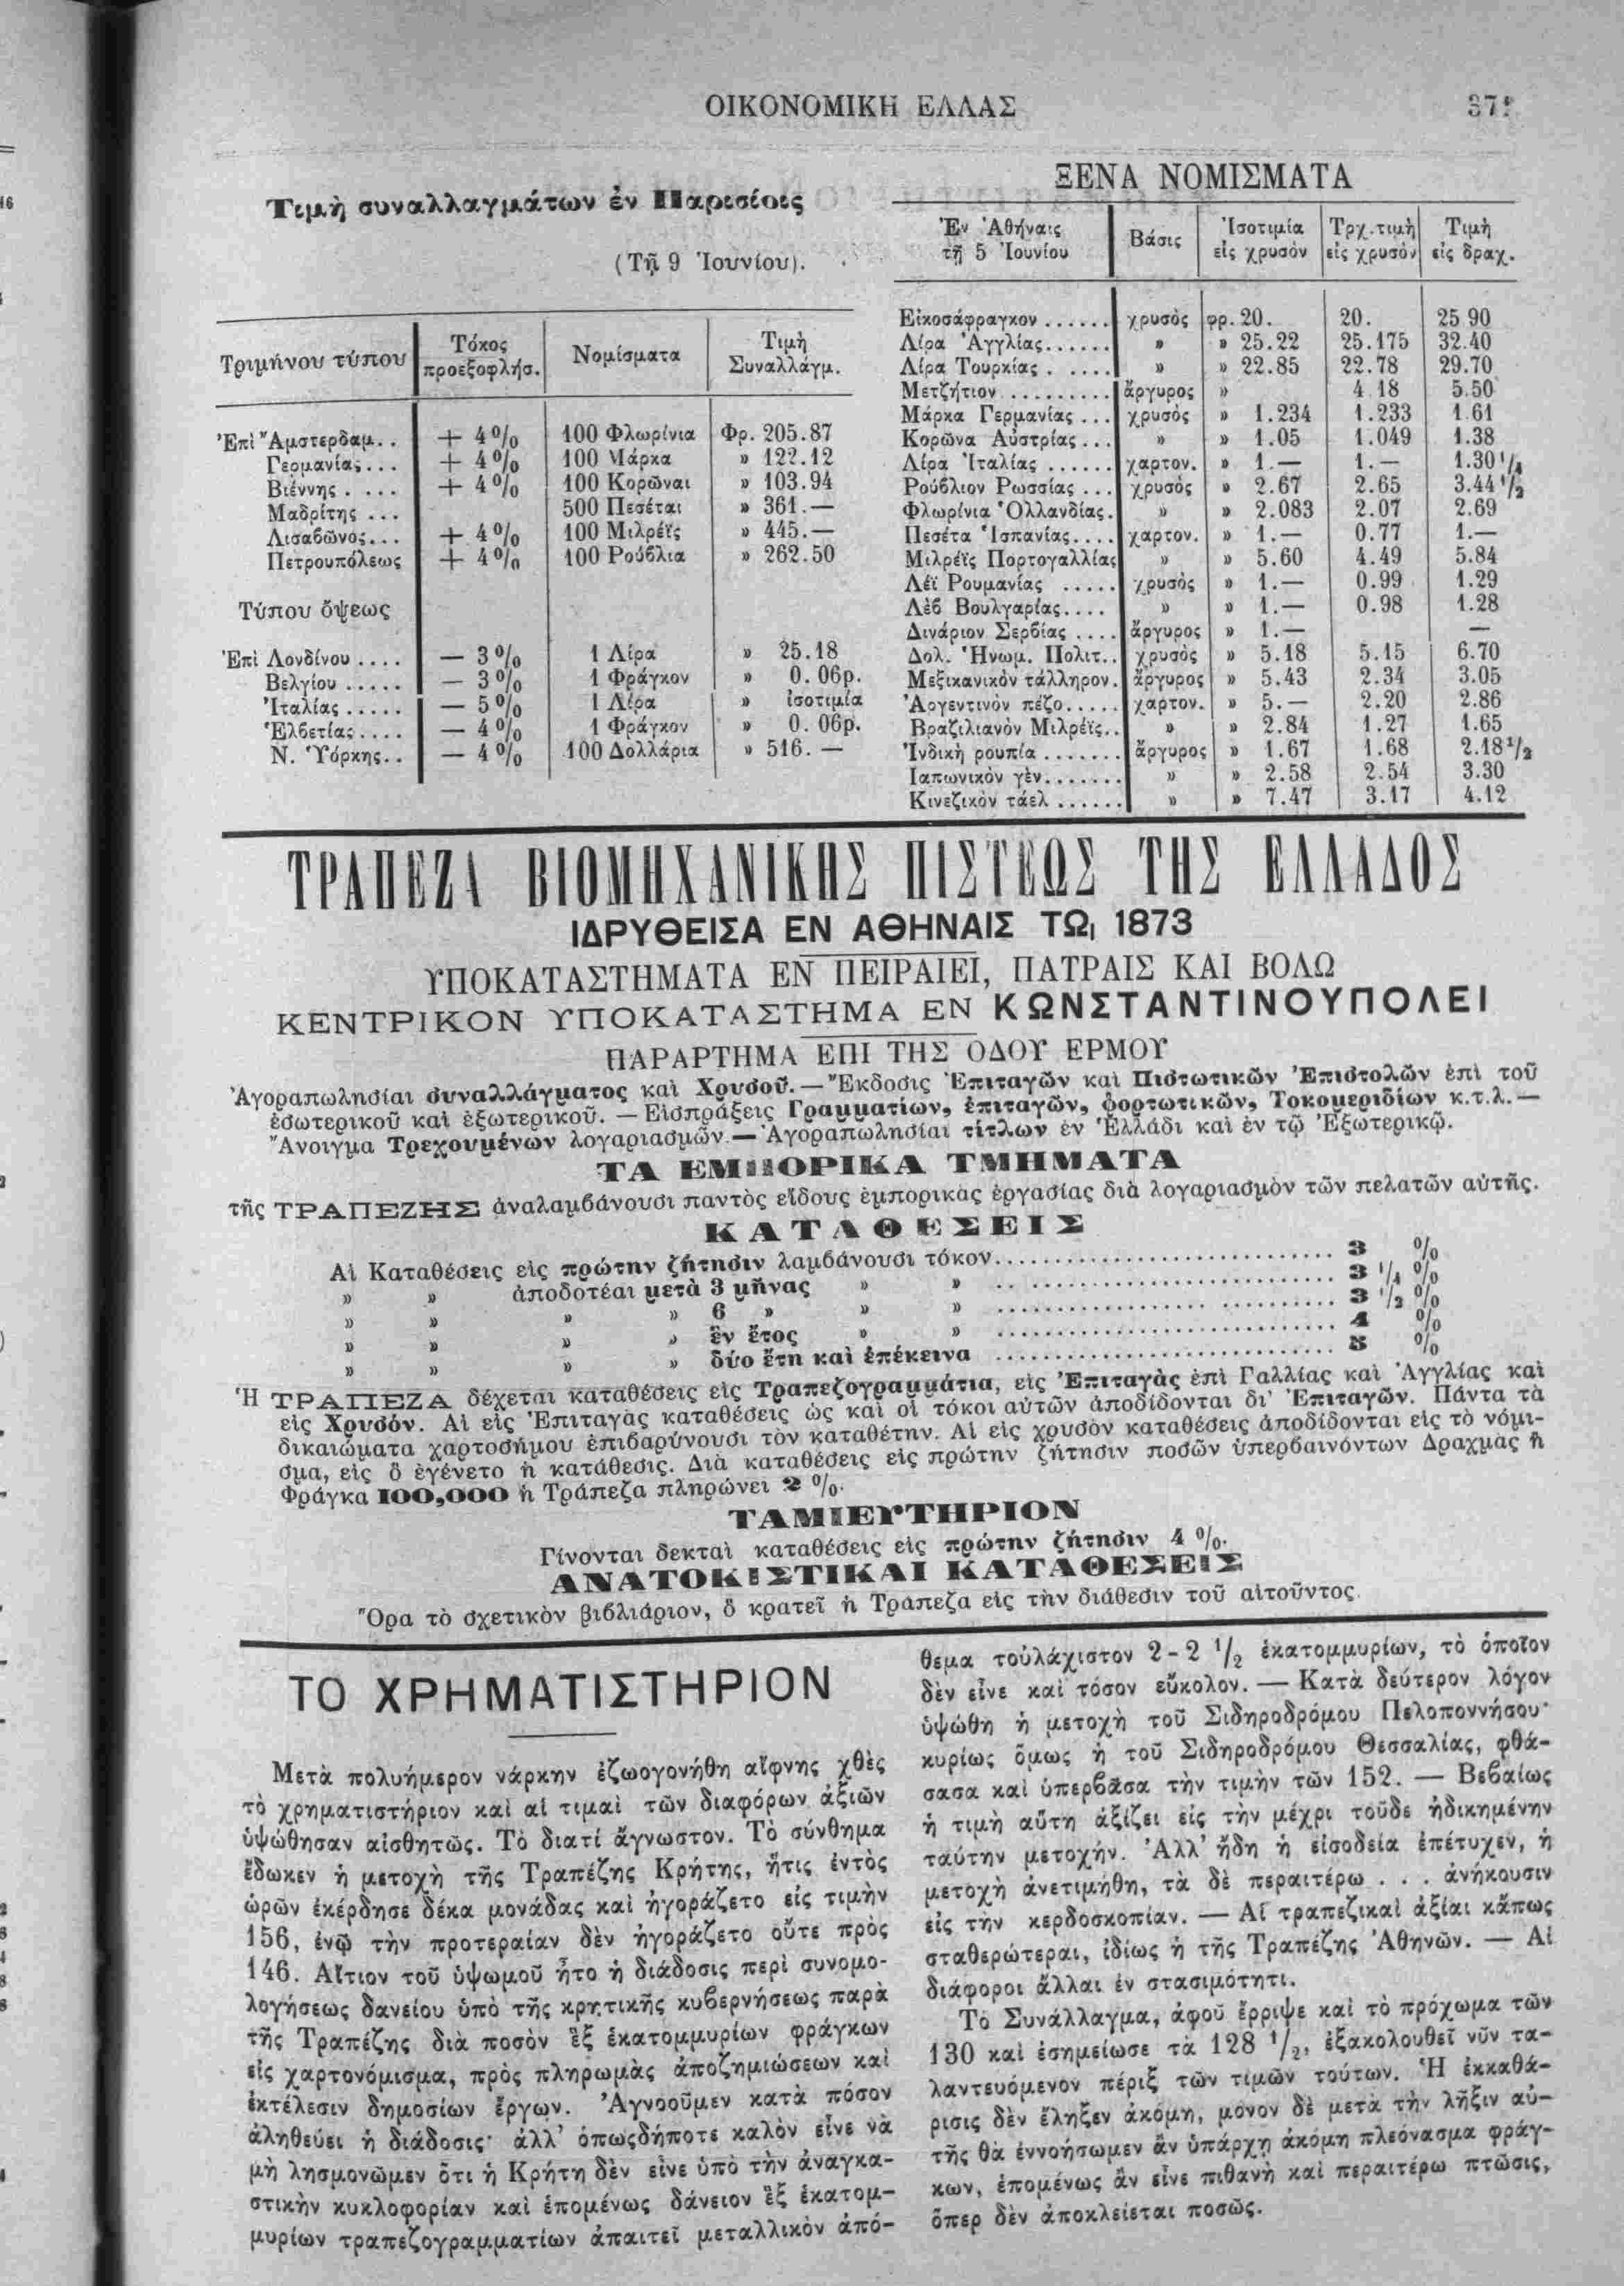 ΟΙΚΟΝΟΜΙΚΗ ΕΛΛΑΣ
Τιμὴ συναλλαγμάτων ἐν Παρισίοις
(Τῇ 9 Ἰουνίου).
Τριμήνου τύπου Τόκος προεξοφλήσ. Νομίσματα Τιμὴ Συναλλάγμ.
Ἐπὶ Ἄμστερδαμ. . + 4 % 100 Φλωρίνια Φρ. 205.87
Γερμανίας. . . + 4 % 100 Μάρκα » 122.12
Βιέννης . . . . + 4 % 100 Κορῶναι » 103.94
Μαδρίτης . . . 500 Πεσέται » 361.—
Λισαβῶνος. . . + 4 % 100 Μιλρέϊς » 445.—
Πετρουπόλεως + 4 % 100 Ρούβλια » 262.50
Τύπου ὄψεως
Ἐπὶ Λονδίνου . . . . — 3 % 1 Λίρα » 25.18
Βελγίου . . . . . — 3 % 1 Φράγκον » 0. 06p.
Ἰταλίας . . . . . — 5 % 1 Λίρα » ἰσοτιμία
Ἑλβετίας. . . . — 4 % 1 Φράγκον » 0. 06p.
Ν. Ὑόρκης. . — 4 % 100 Δολλάρια » 516. —
ΞΕΝΑ ΝΟΜΙΣΜΑΤΑ
Ἐν Ἀθήναις τῇ 5 Ἰουνίου Βάσις Ἰσοτιμία εἰς χρυσὸν Τρχ.τιμὴ εἰς χρυσὸν Τιμὴ εἰς δραχ.
Εἰκοσάφραγκον . . . . . . χρυσὸς φρ. 20. 20. 25 90
Λίρα Ἀγγλίας. . . . . . » » 25.22 25.175 32.40
Λίρα Τουρκίας . . . . . » » 22.85 22.78 29.70
Μετζήτιον . . . . . . . . . . ἄργυρος » 4 18 5.50
Μάρκα Γερμανίας . . . χρυσὸς » 1.234 1.233 1.61
Κορῶνα Αὐστρίας . . . » » 1.05 1.049 1.38
Λίρα Ἰταλίας . . . . . . χαρτον. » 1.— 1.— 1.30 1/4
Ρούβλιον Ρωσσίας . . . χρυσὸς » 2.67 2.65 3.44 1/2
Φλωρίνια Ὁλλανδίας. » » 2.083 2.07 2.69
Πεσέτα Ἰσπανίας. . . . χαρτον. » 1.— 0.77 1.—
Μιλρέϊς Πορτογαλλίας » » 5.60 4.49 5.84
Λέϊ Ρουμανίας . . . . . χρυσὸς » 1.— 0.99 1.29
Λὲβ Βουλγαρίας. . . . » » 1.— 0.98 1.28
Δινάριον Σερβίας . . . . ἄργυρος » 1.— —
Δολ. Ἡνωμ. Πολιτ. . χρυσὸς » 5.18 5.15 6.70
Μεξικανικὸν τάλληρον. ἄργυρος » 5.43 2.34 3.05
Ἀργεντινὸν πέζο. . . . . χαρτον. » 5.— 2.20 2.86
Βραζιλιανὸν Μιλρέϊς. . » » 2.84 1.27 1.65
Ἰνδικὴ ρουπία . . . . . . . ἄργυρος » 1.67 1.68 2.18 1/2
Ιαπωνικὸν γὲν. . . . . . . » » 2.58 2.54 3.30
Κινεζικὸν τάελ . . . . . . » » 7.47 3.17 4.12
ΤΡΑΠΕΖΑ ΒΙΟΜΗΧΑΝΙΚΗΣ ΠΙΣΤΕΩΣ ΤΗΣ ΕΛΛΑΔΟΣ
ΙΔΡΥΘΕΙΣΑ ΕΝ ΑΘΗΝΑΙΣ ΤΩι 1873
ΥΠΟΚΑΤΑΣΤΗΜΑΤΑ ΕΝ ΠΕΙΡΑΙΕΙ, ΠΑΤΡΑΙΣ ΚΑΙ ΒΟΛΩ
ΚΕΝΤΡΙΚΟΝ ΥΠΟΚΑΤΑΣΤΗΜΑ ΕΝ ΚΩΝΣΤΑΝΤΙΝΟΥΠΟΛΕΙ
ΠΑΡΑΡΤΗΜΑ ΕΠΙ ΤΗΣ ΟΔΟΥ ΕΡΜΟΥ
Ἀγοραπωλησίαι συναλλάγματος καὶ Χρυσοῦ.—Ἔκδοσις Ἐπιταγῶν καὶ Πιστωτικῶν Ἐπιστολῶν ἐπὶ τοῦ
ἐσωτερικοῦ καὶ ἐξωτερικοῦ. — Εἰσπράξεις Γραμματίων, ἐπιταγῶν, φορτωτικῶν, Τοκομεριδίων κ.τ.λ.—
Ἄνοιγμα Τρεχουμένων λογαριασμῶν.—Ἀγοραπωλησίαι τίτλων ἐν Ἑλλάδι καὶ ἐν τῷ Ἐξωτερικῷ.
ΤΑ ΕΜΠΟΡΙΚΑ ΤΜΗΜΑΤΑ
τῆς ΤΡΑΠΕΖΗΣ ἀναλαμβάνουσι παντὸς εἴδους ἐμπορικὰς ἐργασίας διὰ λογαριασμὸν τῶν πελατῶν αὐτῆς.
ΚΑΤΑΘΕΣΕΙΣ
Αἱ Καταθέσεις εἰς πρώτην ζήτησιν λαμβάνουσι τόκον. . . . . . . . . . 3 %
» » ἀποδοτέαι μετὰ 3 μῆνας » » . . . . . . . . . . 3 1/4 %
» » » » 6 » » » . . . . . . . . . . 3 1/2 %
» » » » ἓν ἔτος » » . . . . . . . . . . 4 %
» » » » δύο ἔτη καὶ ἐπέκεινα . . . . . . . . . . 5 %
Ἡ ΤΡΑΠΕΖΑ δέχεται καταθέσεις εἰς Τραπεζογραμμάτια, εἰς Ἐπιταγὰς ἐπὶ Γαλλίας καὶ Ἀγγλίας καὶ
εἰς Χρυσόν. Αἱ εἰς Ἐπιταγὰς καταθέσεις ὡς καὶ οἱ τόκοι αὐτῶν ἀποδίδονται δι' Ἐπιταγῶν. Πάντα τὰ
δικαιώματα χαρτοσήμου ἐπιβαρύνουσι τὸν καταθέτην. Αἱ εἰς χρυσὸν καταθέσεις ἀποδίδονται εἰς τὸ νόμι-
σμα, εἰς ὃ ἐγένετο ἡ κατάθεσις. Διὰ καταθέσεις εἰς πρώτην ζήτησιν ποσῶν ὑπερβαινόντων Δραχμὰς ἢ
Φράγκα 100,000 ἡ Τράπεζα πληρώνει 2 %.
ΤΑΜΙΕΥΤΗΡΙΟΝ
Γίνονται δεκταὶ καταθέσεις εἰς πρώτην ζήτησιν 4 %.
ΑΝΑΤΟΚΙΣΤΙΚΑΙ ΚΑΤΑΘΕΣΕΙΣ
Ὅρα τὸ σχετικὸν βιβλιάριον, ὃ κρατεῖ ἡ Τράπεζα εἰς τὴν διάθεσιν τοῦ αἰτοῦντος
ΤΟ ΧΡΗΜΑΤΙΣΤΗΡΙΟΝ
Μετὰ πολυήμερον νάρκην ἐζωογονήθη αἴφνης χθὲς
τὸ χρηματιστήριον καὶ αἱ τιμαὶ τῶν διαφόρων ἀξιῶν
ὑψώθησαν αἰσθητῶς. Τὸ διατί ἄγνωστον. Τὸ σύνθημα
ἔδωκεν ἡ μετοχὴ τῆς Τραπέζης Κρήτης, ἥτις ἐντὸς
ὡρῶν ἐκέρδησε δέκα μονάδας καὶ ἠγοράζετο εἰς τιμὴν
156, ἐνῷ τὴν προτεραίαν δὲν ἠγοράζετο οὔτε πρὸς
146. Αἴτιον τοῦ ὑψωμοῦ ἦτο ἡ διάδοσις περὶ συνομο-
λογήσεως δανείου ὑπὸ τῆς κρητικῆς κυβερνήσεως παρὰ
τῆς Τραπέζης διὰ ποσὸν ἓξ ἑκατομμυρίων φράγκων
εἰς χαρτονόμισμα, πρὸς πληρωμὰς ἀποζημιώσεων καὶ
ἐκτέλεσιν δημοσίων ἔργων. Ἀγνοοῦμεν κατὰ πόσον
ἀληθεύει ἡ διάδοσις· ἀλλ' ὁπωςδήποτε καλὸν εἶνε νὰ
μὴ λησμονῶμεν ὅτι ἡ Κρήτη δὲν εἶνε ὑπὸ τὴν ἀναγκα-
στικὴν κυκλοφορίαν καὶ ἑπομένως δάνειον ἓξ ἑκατομ-
μυρίων τραπεζογραμματίων ἀπαιτεῖ μεταλλικὸν ἀπό-
θεμα τοὐλάχιστον 2 - 2 1/2 ἑκατομμυρίων, τὸ ὁποῖον
δὲν εἶνε καὶ τόσον εὔκολον. — Κατὰ δεύτερον λόγον
ὑψώθη ἡ μετοχὴ τοῦ Σιδηροδρόμου Πελοποννήσου·
κυρίως ὅμως ἡ τοῦ Σιδηροδρόμου Θεσσαλίας, φθά-
σασα καὶ ὑπερβᾶσα τὴν τιμὴν τῶν 152. — Βεβαίως
ἡ τιμὴ αὕτη ἀξίζει εἰς τὴν μέχρι τοῦδε ἠδικημένην
ταύτην μετοχήν. Ἀλλ' ἤδη ἡ εἰσοδεία ἐπέτυχεν, ἡ
μετοχὴ ἀνετιμήθη, τὰ δὲ περαιτέρω . . . ἀνήκουσιν
εἰς τὴν κερδοσκοπίαν. — Αἱ τραπεζικαὶ ἀξίαι κἄπως
σταθερώτεραι, ἰδίως ἡ τῆς Τραπέζης Ἀθηνῶν. — Αἱ
διάφοροι ἄλλαι ἐν στασιμότητι.
Τὸ Συνάλλαγμα, ἀφοῦ ἔρριψε καὶ τὸ πρόχωμα τῶν
130 καὶ ἐσημείωσε τὰ 128 1/2, ἐξακολουθεῖ νῦν τα-
λαντευόμενον πέριξ τῶν τιμῶν τούτων. Ἡ ἐκκαθά-
ρισις δὲν ἔληξεν ἀκόμη, μόνον δὲ μετὰ τὴν λῆξιν αὐ-
τῆς θὰ ἐννοήσωμεν ἂν ὑπάρχῃ ἀκόμη πλεόνασμα φράγ-
κων, ἑπομένως ἂν εἶνε πιθανὴ καὶ περαιτέρω πτῶσις,
ὅπερ δὲν ἀποκλείεται ποσῶς.